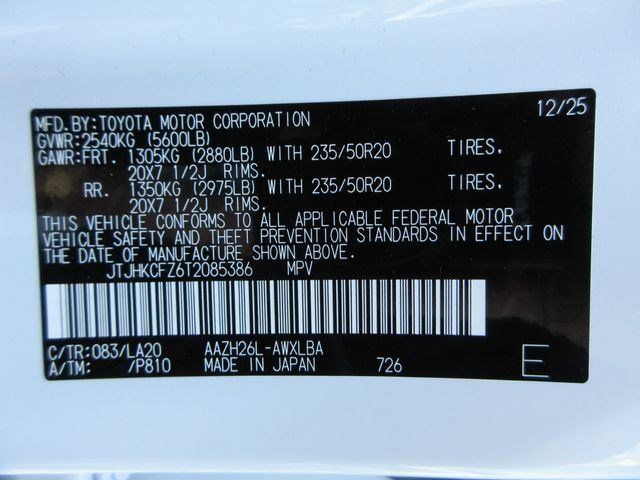 12/25
MFD.BY:TOYOTA MOTOR CORPORATION
GVWR:2540KG (5600LB)
GAWR:FRT. 1305KG (2880LB) WITH 235/50R20 TIRES,
20X7 1/2J RIMS.
RR. 1350KG (2975LB) WITH 235/50R20 TIRES,
20X7 1/2J RIMS.
THIS VEHICLE CONFORMS TO ALL APPLICABLE FEDERAL MOTOR
VEHICLE SAFETY AND THEFT PREVENTION STANDARDS IN EFFECT ON
THE DATE OF MANUFACTURE SHOWN ABOVE.
JTJHKCFZ6T2085386 MPV
C/TR:083/LA20 AAZH26L-AWXLBA
A/TM: /P810 MADE IN JAPAN 726 E